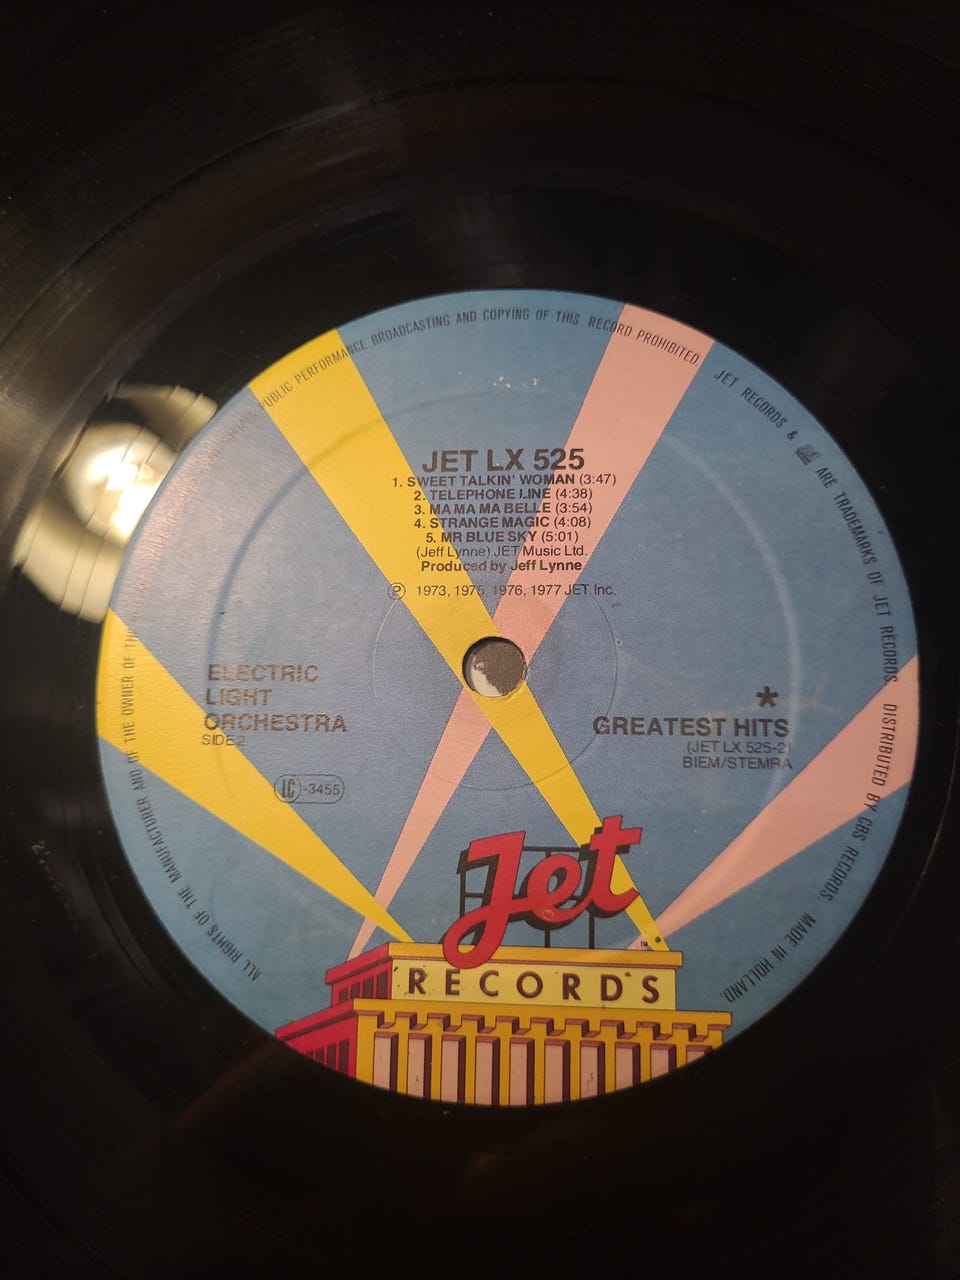 ALL RIGHTS OF THE MANUFACTURER AND OF THE OWNER OF THE
PUBLIC PERFORMANCE BROADCASTING AND COPYING OF THIS RECORD PROHIBITED.
JET RECORDS & ARE TRADEMARKS OF JET RECORDS DISTRIBUTED BY CBS RECORDS. MADE IN HOLLAND.
JET LX 525
1. SWEET TALKIN' WOMAN (3:47)
2. TELEPHONE LINE (4:38)
3. MA MA MA BELLE (3:54)
4. STRANGE MAGIC (4:08)
5. MR BLUE SKY (5:01)
(Jeff Lynne) JET Music Ltd.
Produced by Jeff Lynne
Ⓟ 1973, 1975, 1976, 1977 JET Inc.
ELECTRIC
LIGHT
ORCHESTRA
SIDE 2
LC-3455
*
GREATEST HITS
(JET LX 525-2)
BIEM/STEMRA
Jet
TM
RECORDS